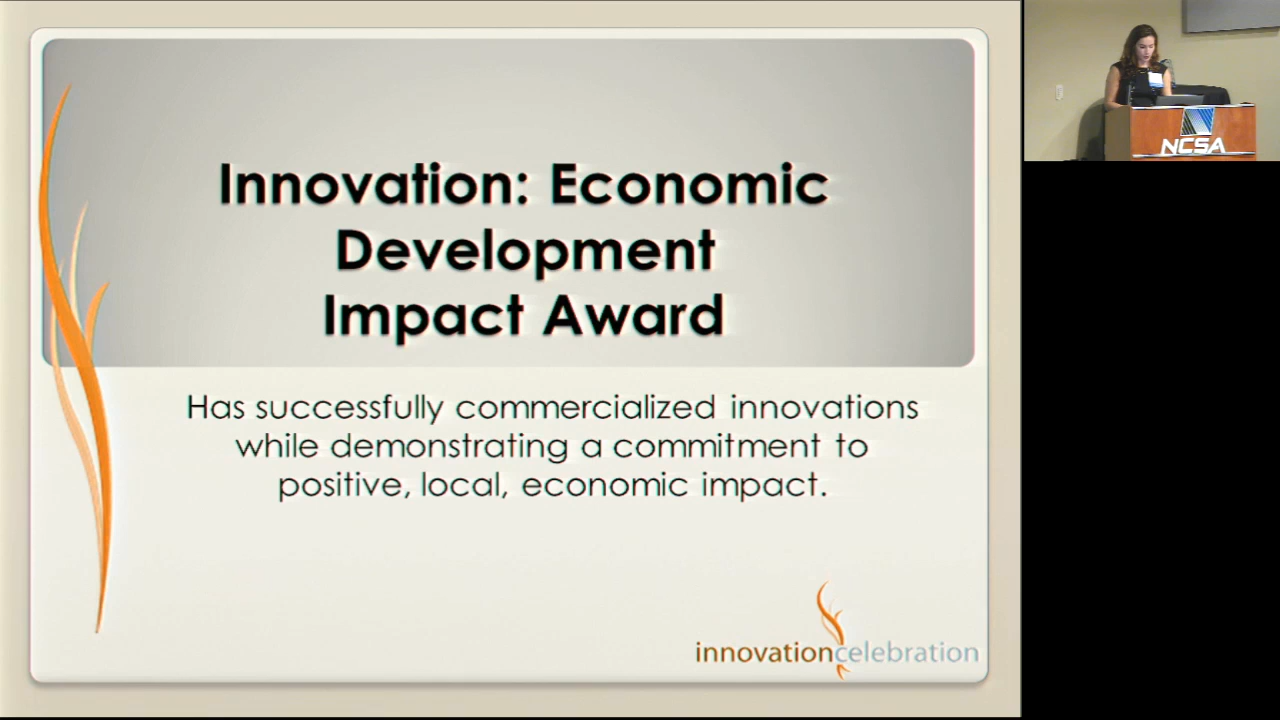 Innovation: Economic
Development
Impact Award
Has successfully commercialized innovations
while demonstrating a commitment to
positive, local, economic impact.
innovationcelebration
NCSA